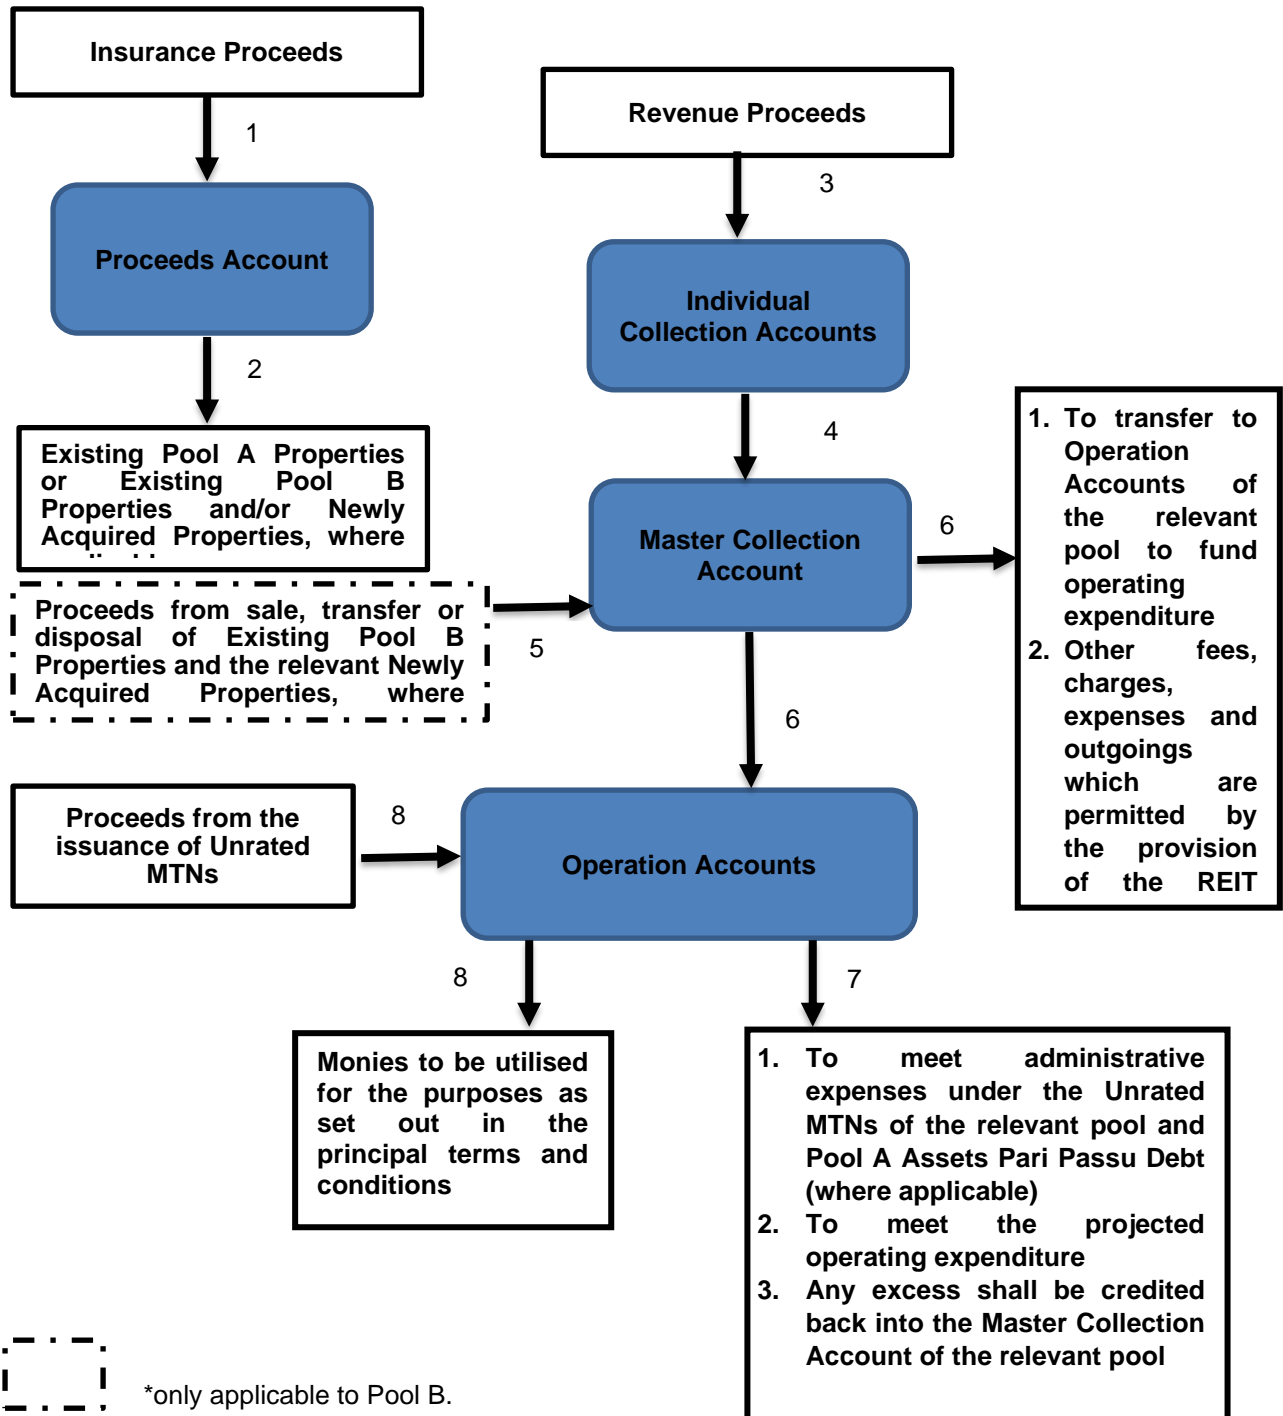 Insurance Proceeds
1
Revenue Proceeds
3
Proceeds Account
2
Individual
Collection Accounts
4
Existing Pool A Properties
or Existing Pool B
Properties and/or Newly
Acquired Properties, where
Master Collection
Account
6
1. To transfer to
Operation
Accounts of
the relevant
pool to fund
operating
expenditure
2. Other fees,
charges,
expenses and
outgoings
which are
permitted by
the provision
of the REIT
Proceeds from sale, transfer or
disposal of Existing Pool B
Properties and the relevant Newly
Acquired Properties, where
5
6
Proceeds from the
issuance of Unrated
MTNs
8
Operation Accounts
8
7
Monies to be utilised
for the purposes as
set out in the
principal terms and
conditions
1. To meet administrative
expenses under the Unrated
MTNs of the relevant pool and
Pool A Assets Pari Passu Debt
(where applicable)
2. To meet the projected
operating expenditure
3. Any excess shall be credited
back into the Master Collection
Account of the relevant pool
*only applicable to Pool B.